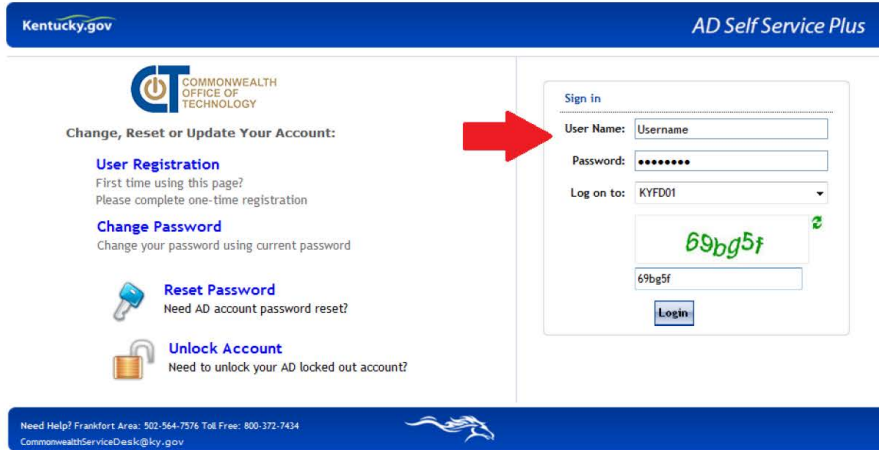 Kentucky.gov
AD Self Service Plus
COT
COMMONWEALTH
OFFICE OF
TECHNOLOGY
Change, Reset or Update Your Account:
User Registration
First time using this page?
Please complete one-time registration
Change Password
Change your password using current password
Reset Password
Need AD account password reset?
Unlock Account
Need to unlock your AD locked out account?
Sign in
User Name: Username
Password: ••••••••
Log on to: KYFD01
69bg5f
69bg5f
Login
Need Help? Frankfort Area: 502-564-7576 Toll Free: 800-372-7434
CommonwealthServiceDesk@ky.gov